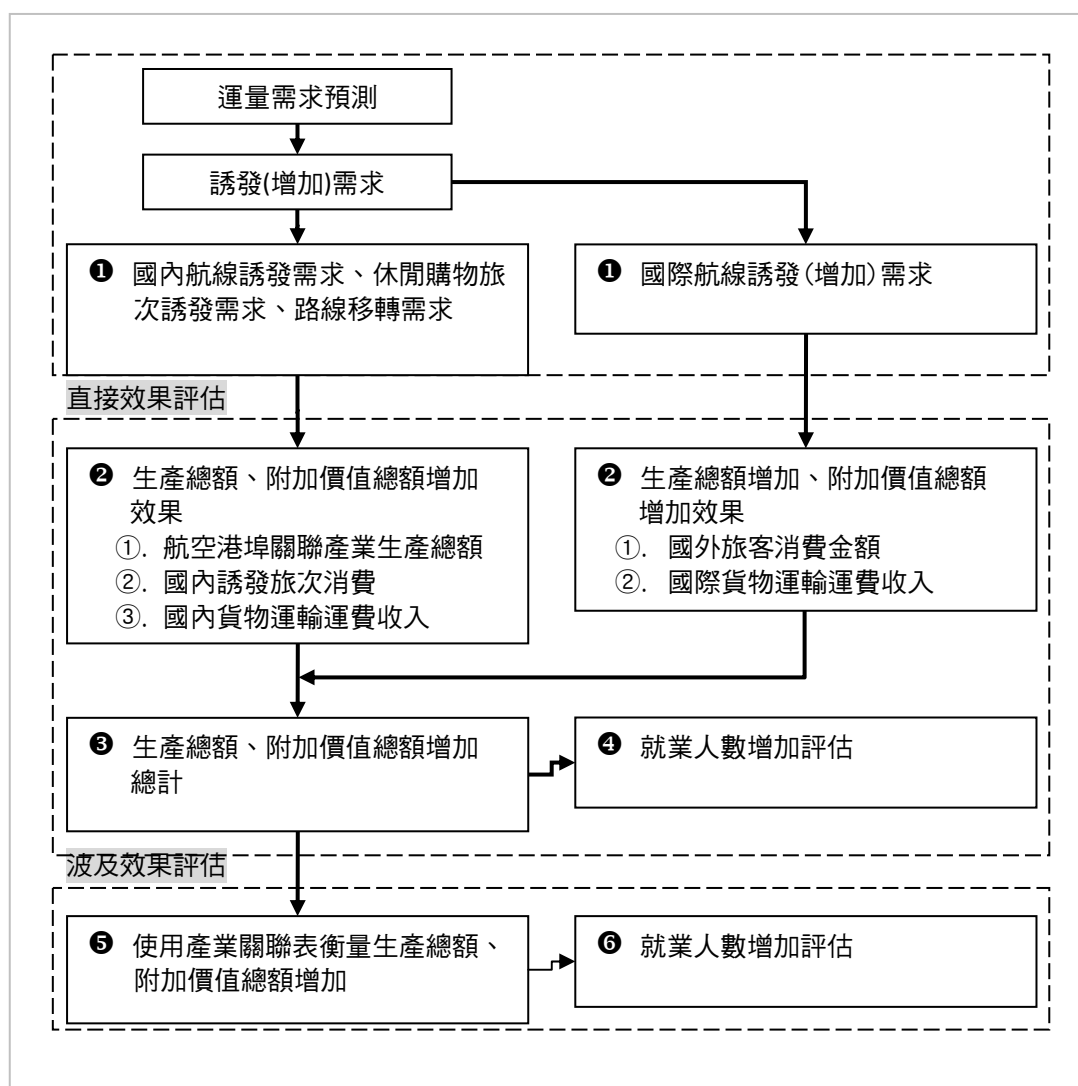 運量需求預測
誘發(增加)需求
❶ 國內航線誘發需求、休閒購物旅
次誘發需求、路線移轉需求
❶ 國際航線誘發(增加)需求
直接效果評估
❷ 生產總額、附加價值總額增加
效果
①. 航空港埠關聯產業生產總額
②. 國內誘發旅次消費
③. 國內貨物運輸運費收入
❷ 生產總額增加、附加價值總額
增加效果
①. 國外旅客消費金額
②. 國際貨物運輸運費收入
❸ 生產總額、附加價值總額增加
總計
❹ 就業人數增加評估
波及效果評估
❺ 使用產業關聯表衡量生產總額、
附加價值總額增加
❻ 就業人數增加評估